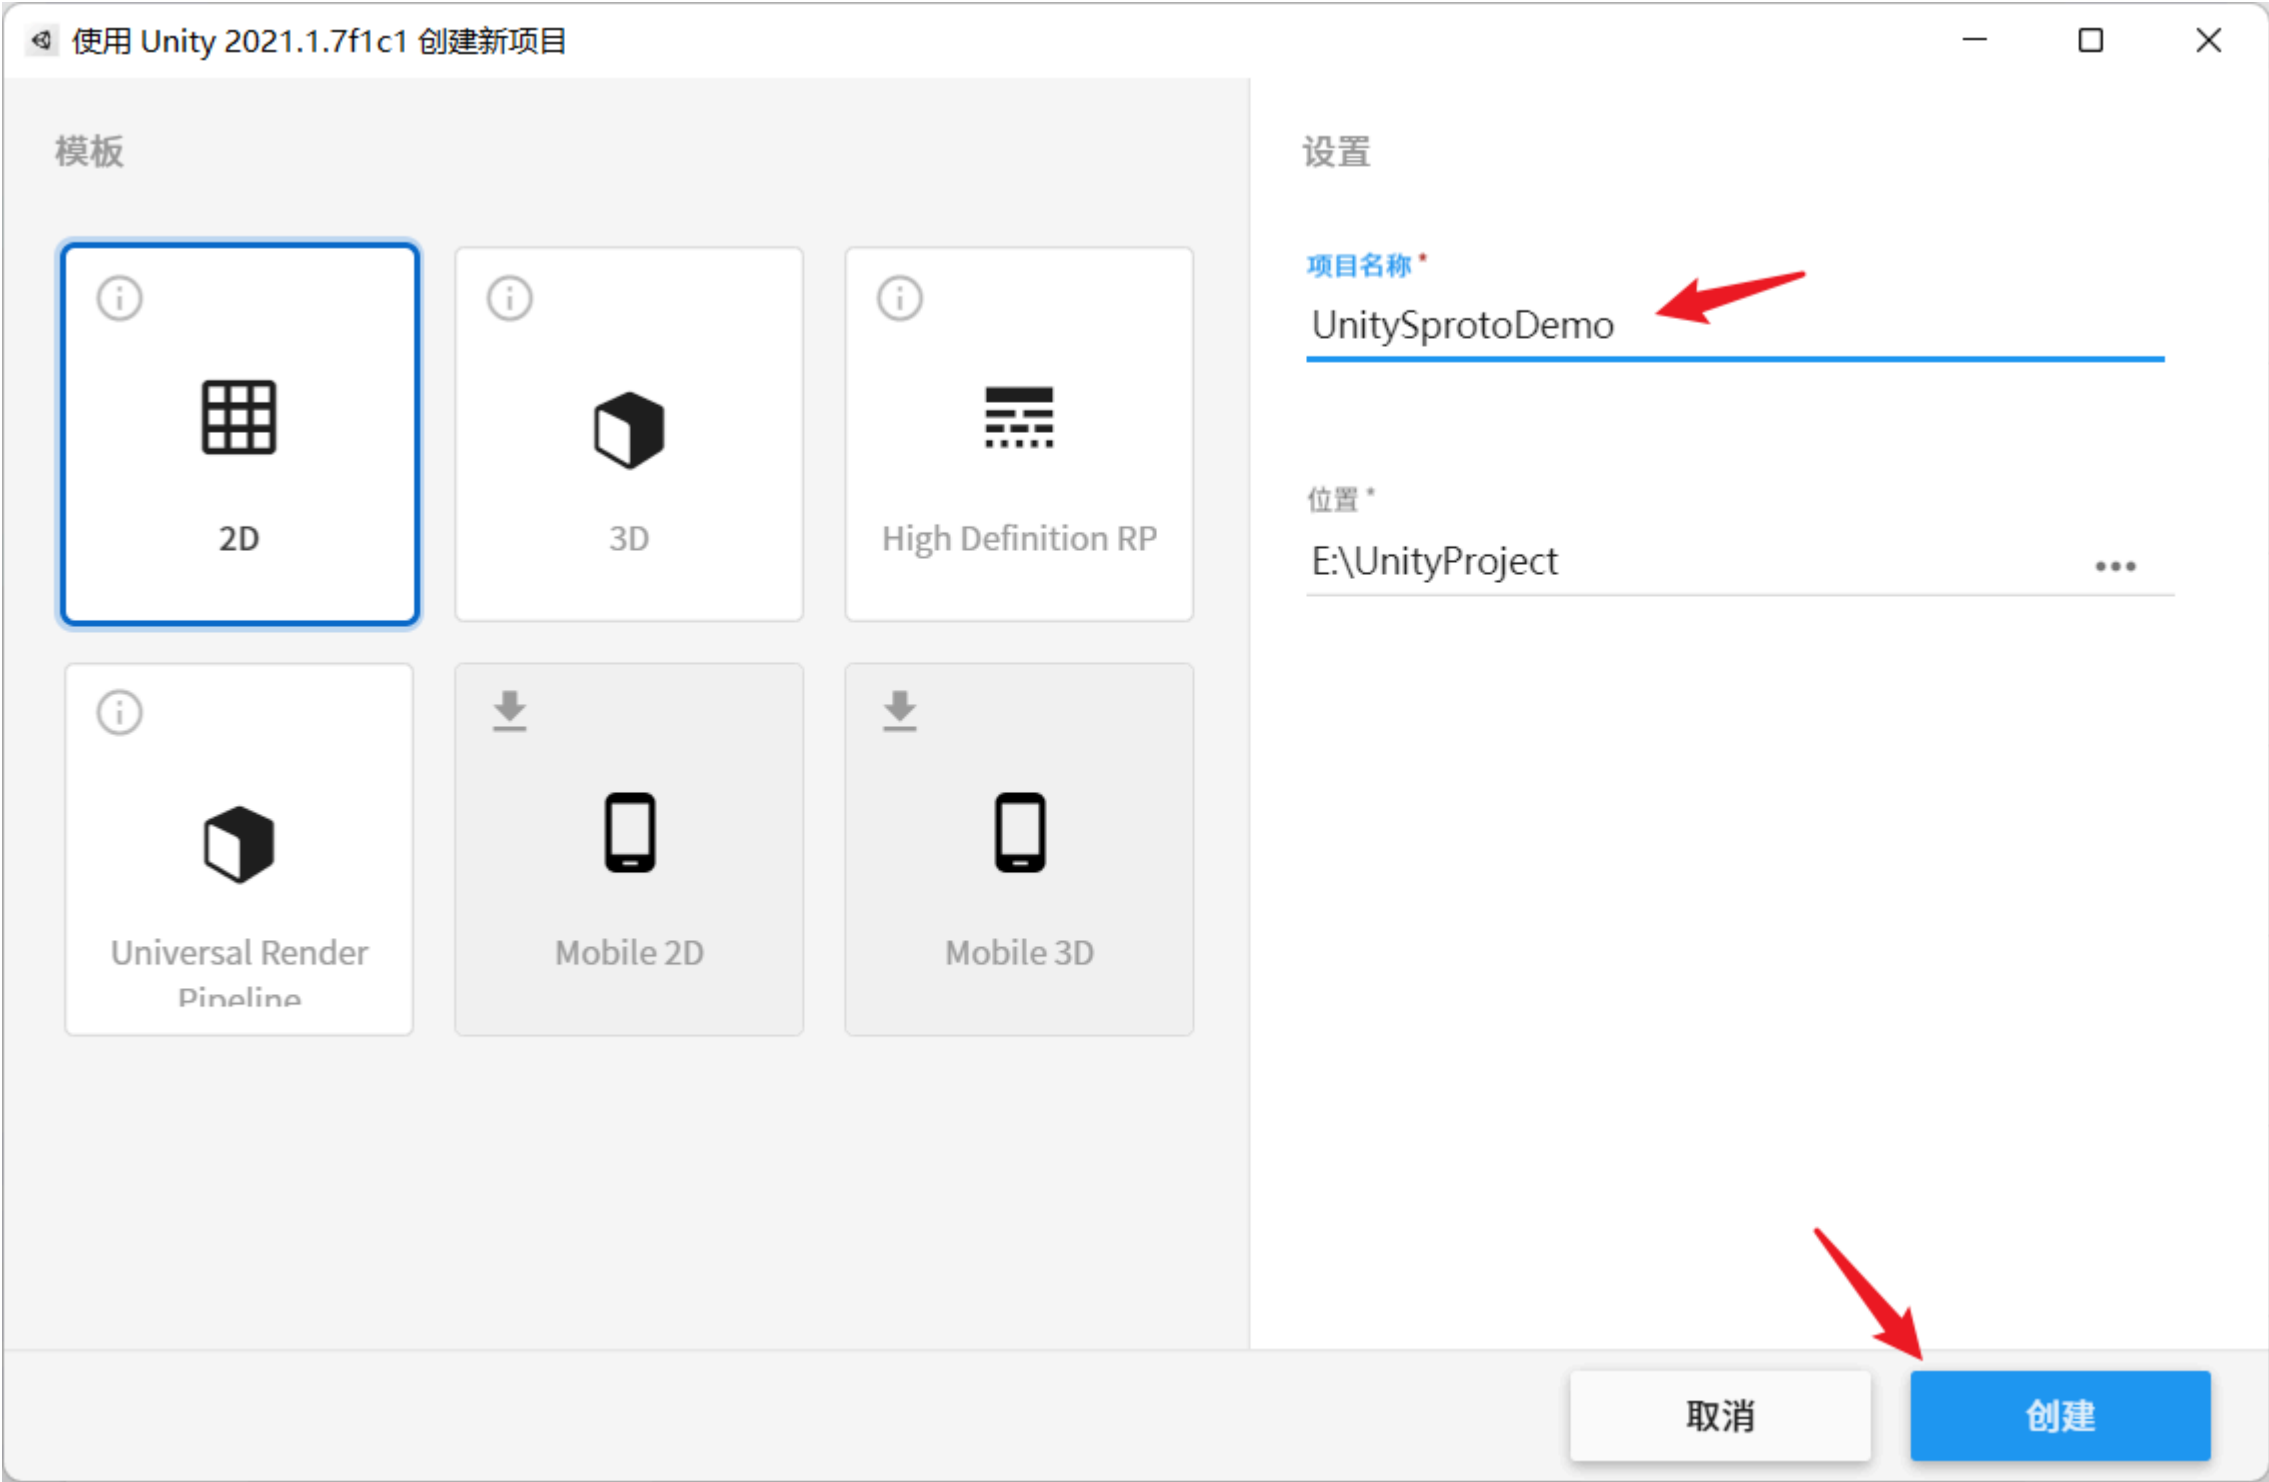 使用 Unity 2021.1.7f1c1 创建新项目
模板
2D
3D
High Definition RP
Universal Render
Pipeline
Mobile 2D
Mobile 3D
设置
项目名称 *
UnitySprotoDemo
位置 *
E:\UnityProject
取消
创建